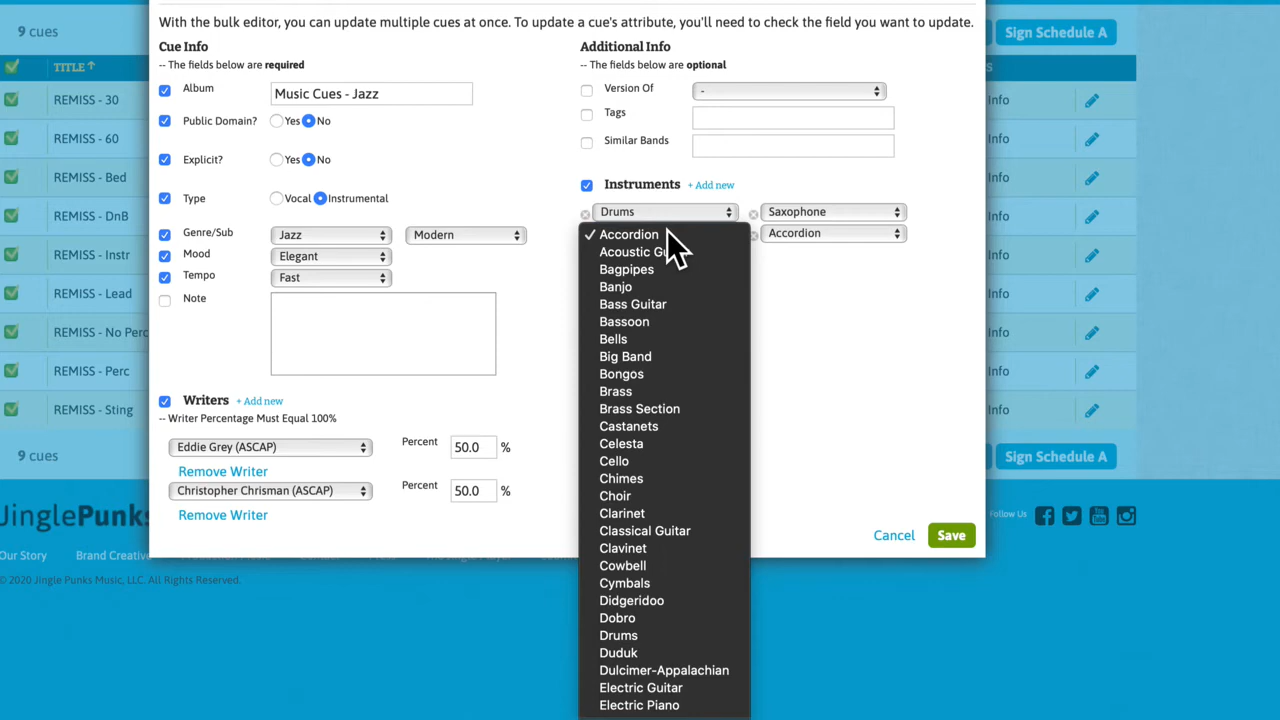 With the bulk editor, you can update multiple cues at once. To update a cue's attribute, you'll need to check the field you want to update.
9 cues
Sign Schedule A
TITLE
REMISS - 30
REMISS - 60
REMISS - Bed
REMISS - DnB
REMISS - Instr
REMISS - Lead
REMISS - No Perc
REMISS - Perc
REMISS - Sting
9 cues
Cue Info
-- The fields below are required
Album
Music Cues - Jazz
Public Domain?
Yes No
Explicit?
Yes No
Type
Vocal Instrumental
Genre/Sub
Jazz
Modern
Mood
Elegant
Tempo
Fast
Note
Writers + Add new
-- Writer Percentage Must Equal 100%
Eddie Grey (ASCAP)
Percent
50.0
%
Remove Writer
Christopher Chrisman (ASCAP)
Percent
50.0
%
Remove Writer
Additional Info
-- The fields below are optional
Version Of
-
Tags
Similar Bands
Instruments + Add new
Drums
Saxophone
Accordion
Accordion
Acoustic Gu
Bagpipes
Banjo
Bass Guitar
Bassoon
Bells
Big Band
Bongos
Brass
Brass Section
Castanets
Celesta
Cello
Chimes
Choir
Clarinet
Classical Guitar
Clavinet
Cowbell
Cymbals
Didgeridoo
Dobro
Drums
Duduk
Dulcimer-Appalachian
Electric Guitar
Electric Piano
Cancel
Save
S
Info
Info
Info
Info
Info
Info
Info
Info
Info
Sign Schedule A
JinglePunks
Follow Us
Our Story
Brand Creative
© 2020 Jingle Punks Music, LLC. All Rights Reserved.